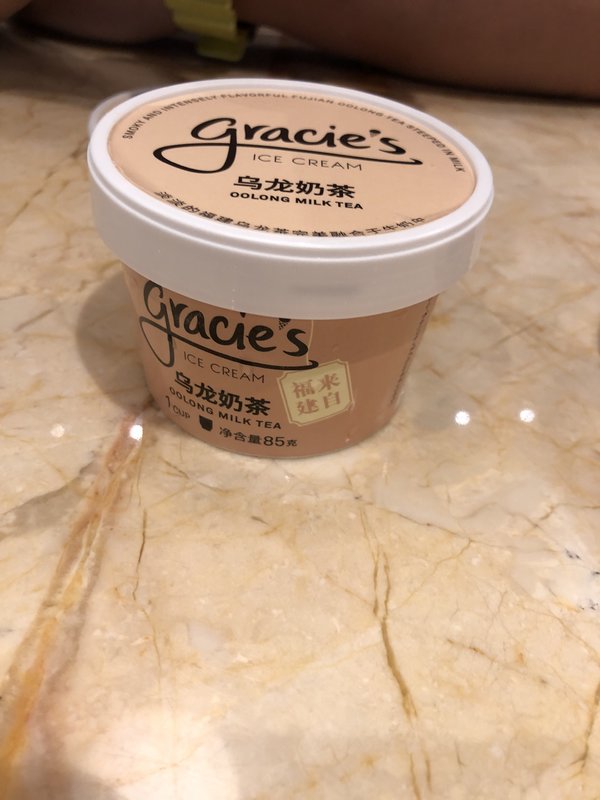 SMOKY AND INTENSELY-FLAVORFUL FUJIAN OOLONG TEA STEEPED IN MILK
gracie's
ICE CREAM
乌龙奶茶
OOLONG MILK TEA
gracie's
ICE CREAM
乌龙奶茶
OOLONG MILK TEA
1 CUP
净含量85克
来自
福建